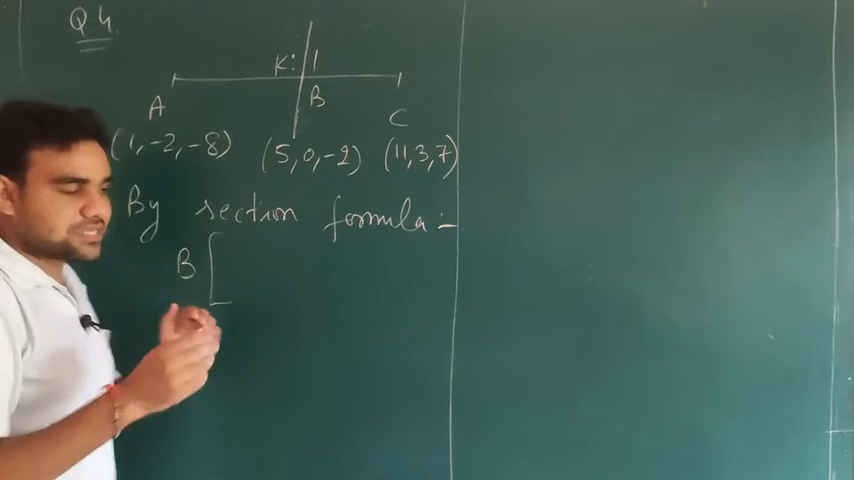 Q4
K:1
A B C
(1,-2,-8) (5,0,-2) (11,3,7)
By section formula:-
B[